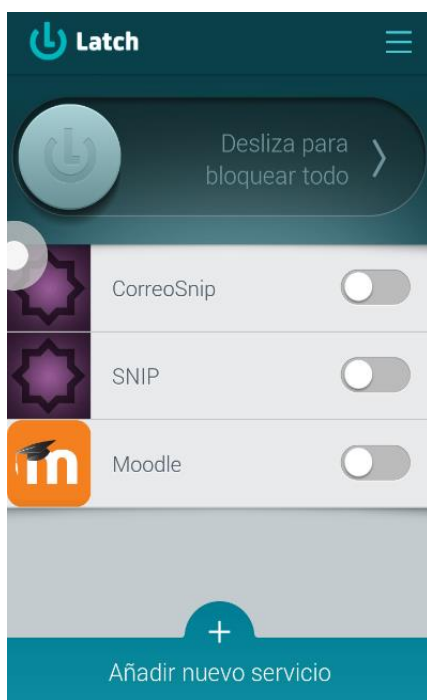 Latch
Desliza para
bloquear todo
CorreoSnip
SNIP
m
Moodle
+
Añadir nuevo servicio